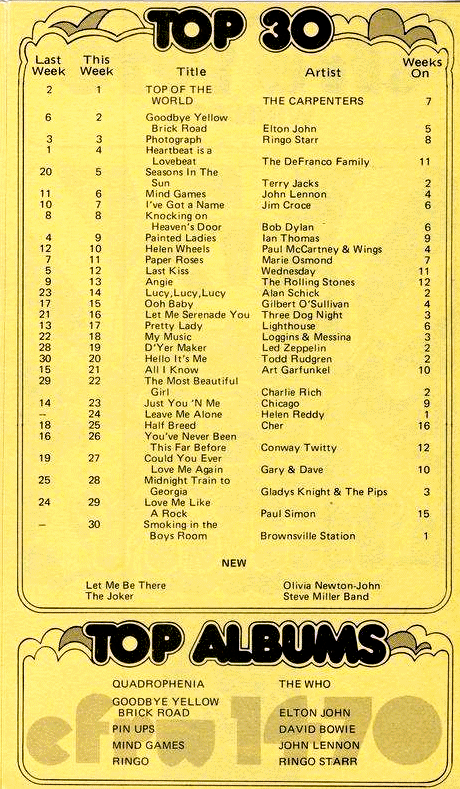 TOP 30
Last Week This Week Title Artist Weeks On
2 1 TOP OF THE
WORLD THE CARPENTERS 7
6 2 Goodbye Yellow
Brick Road Elton John 5
3 3 Photograph Ringo Starr 8
1 4 Heartbeat is a
Lovebeat The DeFranco Family 11
20 5 Seasons In The
Sun Terry Jacks 2
11 6 Mind Games John Lennon 4
10 7 I've Got a Name Jim Croce 6
8 8 Knocking on
Heaven's Door Bob Dylan 6
4 9 Painted Ladies Ian Thomas 9
12 10 Helen Wheels Paul McCartney & Wings 4
7 11 Paper Roses Marie Osmond 7
5 12 Last Kiss Wednesday 11
9 13 Angie The Rolling Stones 12
23 14 Lucy,Lucy,Lucy Alan Schick 2
17 15 Ooh Baby Gilbert O'Sullivan 4
21 16 Let Me Serenade You Three Dog Night 3
13 17 Pretty Lady Lighthouse 6
22 18 My Music Loggins & Messina 3
28 19 D'Yer Maker Led Zeppelin 2
30 20 Hello It's Me Todd Rudgren 2
15 21 All I Know Art Garfunkel 10
29 22 The Most Beautiful
Girl Charlie Rich 2
14 23 Just You 'N Me Chicago 9
– 24 Leave Me Alone Helen Reddy 1
18 25 Half Breed Cher 16
16 26 You've Never Been
This Far Before Conway Twitty 12
19 27 Could You Ever
Love Me Again Gary & Dave 10
25 28 Midnight Train to
Georgia Gladys Knight & The Pips 3
24 29 Love Me Like
A Rock Paul Simon 15
– 30 Smoking in the
Boys Room Brownsville Station 1
NEW
Let Me Be There Olivia Newton-John
The Joker Steve Miller Band
TOP ALBUMS
QUADROPHENIA THE WHO
GOODBYE YELLOW
BRICK ROAD ELTON JOHN
PIN UPS DAVID BOWIE
MIND GAMES JOHN LENNON
RINGO RINGO STARR
cfrw 1470